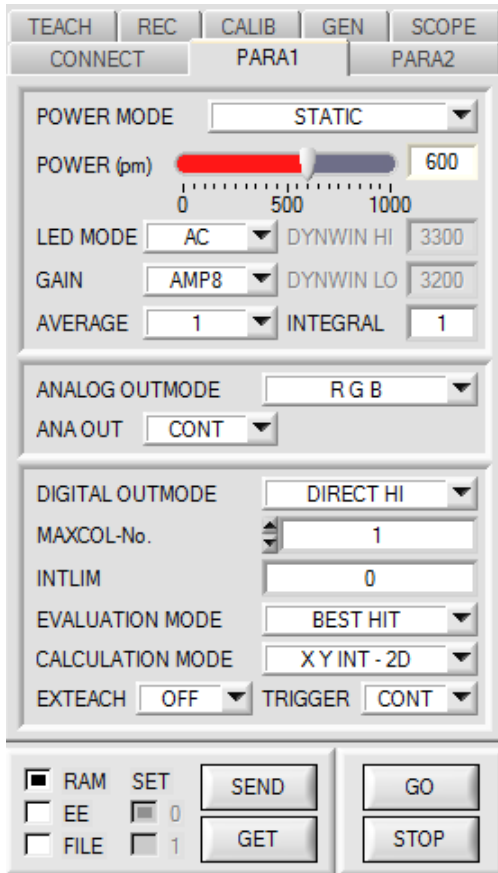 TEACH REC CALIB GEN SCOPE
CONNECT PARA1 PARA2
POWER MODE STATIC
POWER (pm) 600
0 500 1000
LED MODE AC DYNWIN HI 3300
GAIN AMP8 DYNWIN LO 3200
AVERAGE 1 INTEGRAL 1
ANALOG OUTMODE R G B
ANA OUT CONT
DIGITAL OUTMODE DIRECT HI
MAXCOL-No. 1
INTLIM 0
EVALUATION MODE BEST HIT
CALCULATION MODE X Y INT - 2D
EXTEACH OFF TRIGGER CONT
RAM SET SEND GO
EE 0
FILE 1 GET STOP